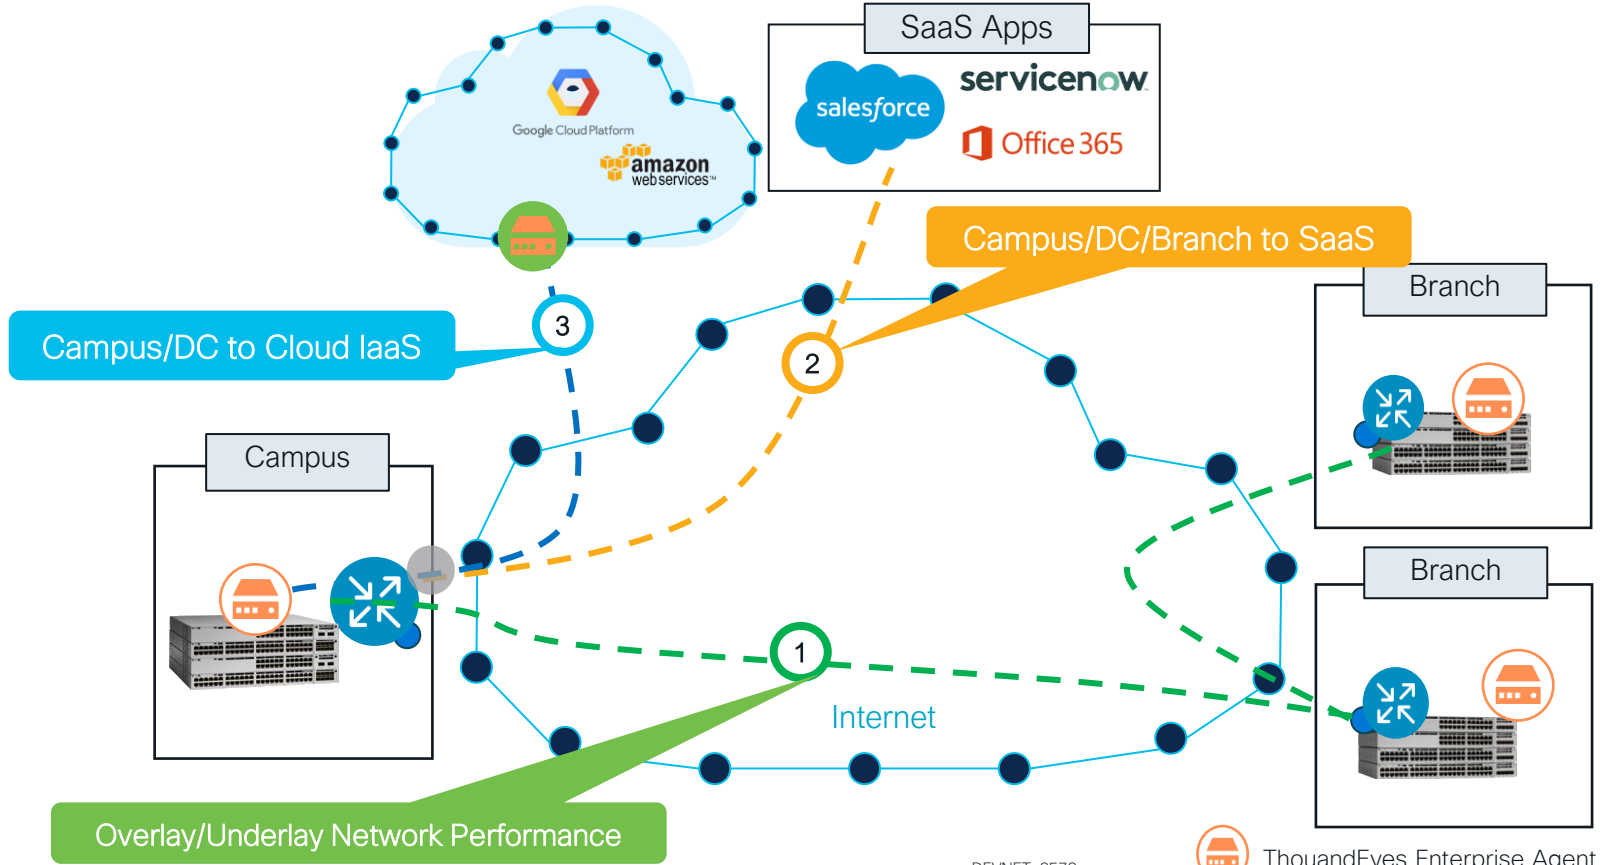 SaaS Apps
salesforce
servicenow
Office 365
Google Cloud Platform
amazon
web services™
Campus/DC/Branch to SaaS
Branch
3
Campus/DC to Cloud IaaS
2
Campus
Branch
1
Internet
Overlay/Underlay Network Performance
ThouandEyes Enterprise Agent